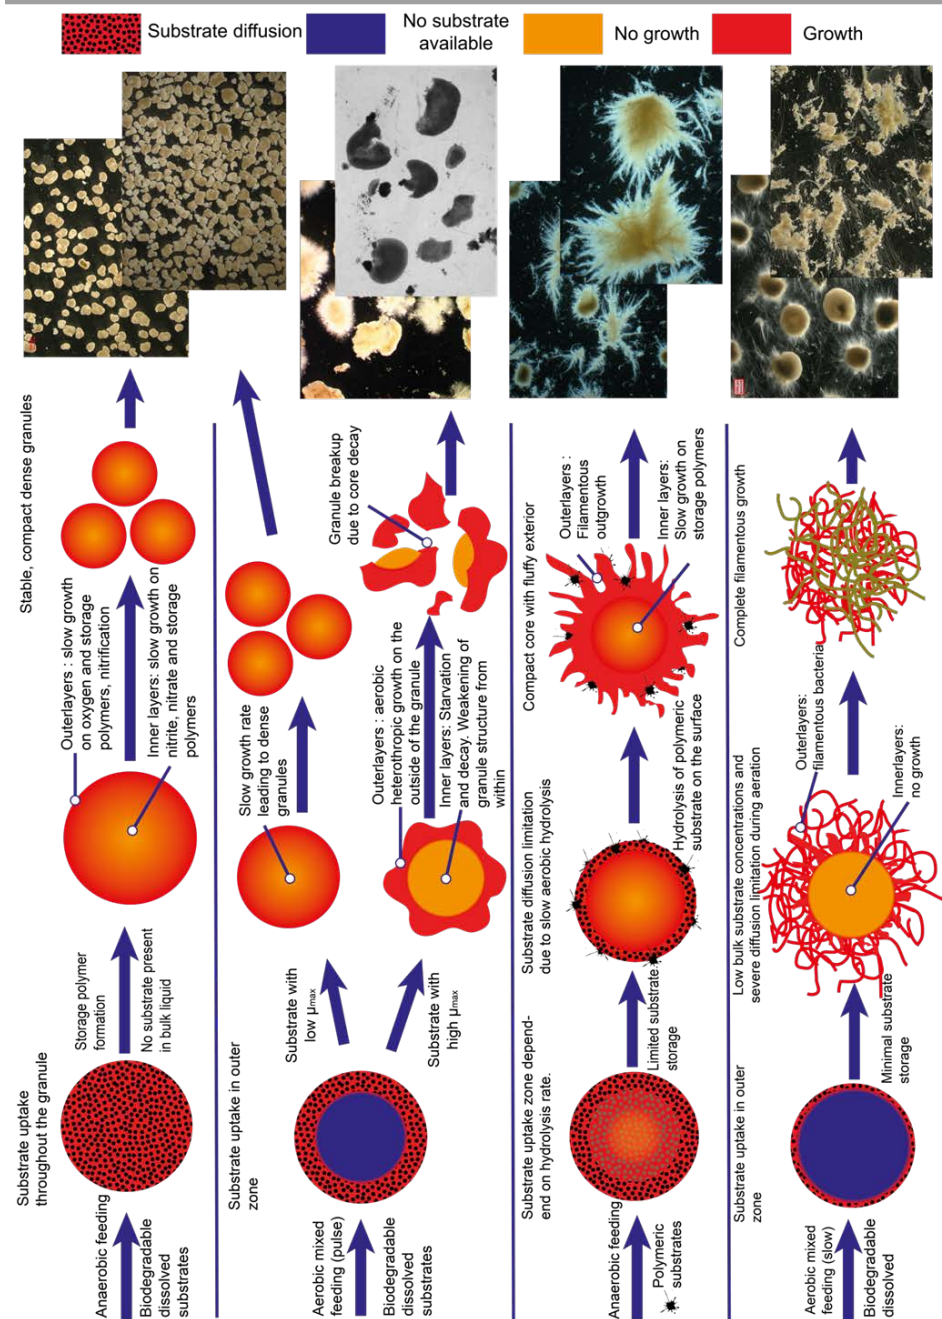 Substrate diffusion
No substrate
available
No growth
Growth
Anaerobic feeding
Biodegradable
dissolved
substrates
Substrate uptake
throughout the granule
Storage polymer
formation
No substrate present
in bulk liquid
Outerlayers : slow growth
on oxygen and storage
polymers, nitrification
Inner layers: slow growth on
nitrite, nitrate and storage
polymers
Stable, compact dense granules
Aerobic mixed
feeding (pulse)
Biodegradable
dissolved
substrates
Substrate uptake in outer
zone
Substrate with
low µmax
Substrate with
high µmax
Slow growth rate
leading to dense
granules
Outerlayers : aerobic
heterothropic growth on the
outside of the granule
Inner layers: Starvation
and decay. Weakening of
granule structure from
within
Granule breakup
due to core decay
Anaerobic feeding
Polymeric
substrates
Substrate uptake zone depend-
end on hydrolysis rate.
Limited substrate
storage
Substrate diffusion limitation
due to slow aerobic hydrolysis
Hydrolysis of polymeric
substrate on the surface
Compact core with fluffy exterior
Outerlayers :
Filamentous
outgrowth
Inner layers:
Slow growth on
storage polymers
Aerobic mixed
feeding (slow)
Biodegradable
dissolved
Substrate uptake in outer
zone
Minimal substrate
storage
Low bulk substrate concentrations and
severe diffusion limitation during aeration
Outerlayers:
filamentous bacteria
Innerlayers:
no growth
Complete filamentous growth